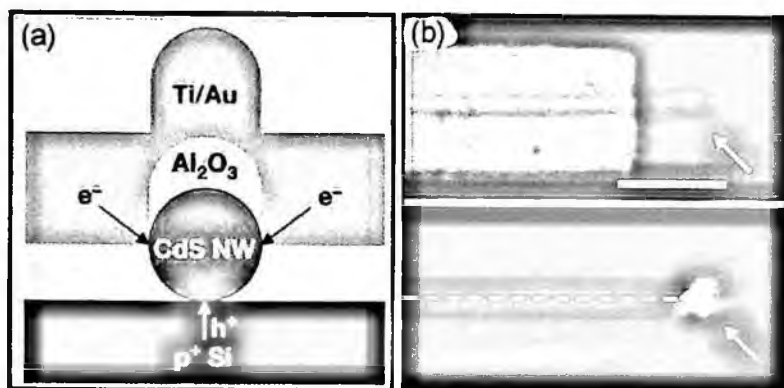 (a)
Ti/Au
Al₂O₃
e⁻ e⁻
CdS NW
h⁺
p⁺ Si
(b)